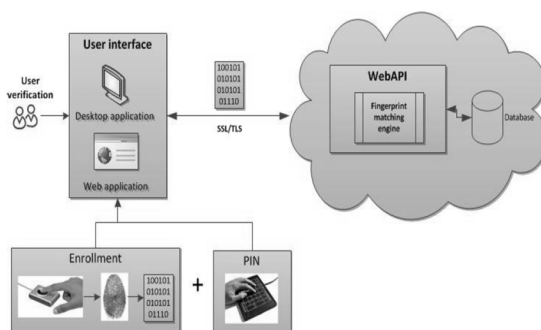 User interface
User
verification
Desktop application
Web application
100101
010101
010101
01110
SSL/TLS
WebAPI
Fingerprint
matching
engine
Database
Enrollment
100101
010101
010101
01110
+
PIN